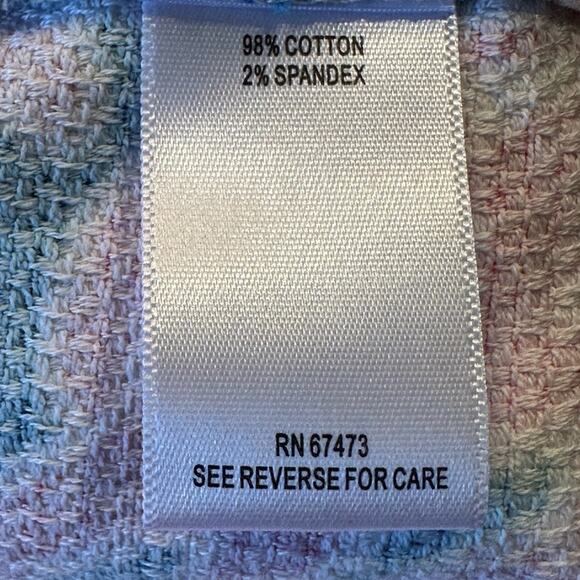 98% COTTON
2% SPANDEX
RN 67473
SEE REVERSE FOR CARE